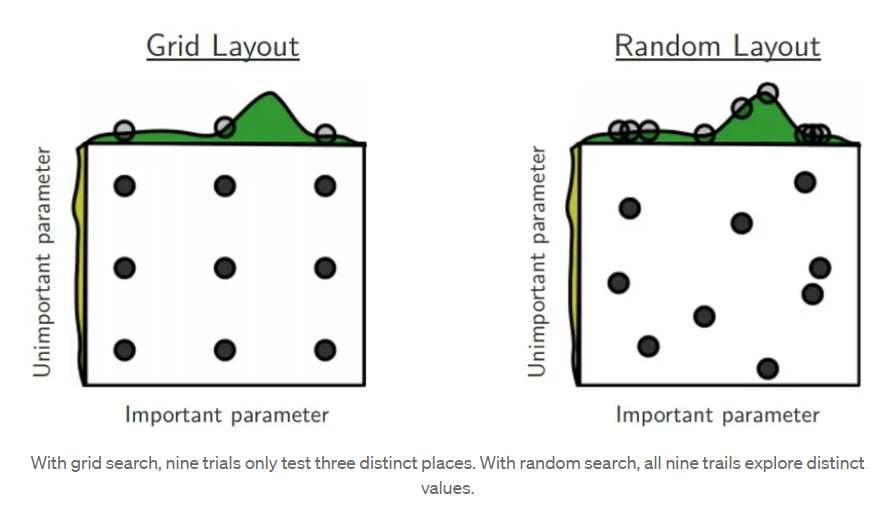 Grid Layout
Random Layout
Unimportant parameter
Important parameter
Unimportant parameter
Important parameter
With grid search, nine trials only test three distinct places. With random search, all nine trails explore distinct
values.